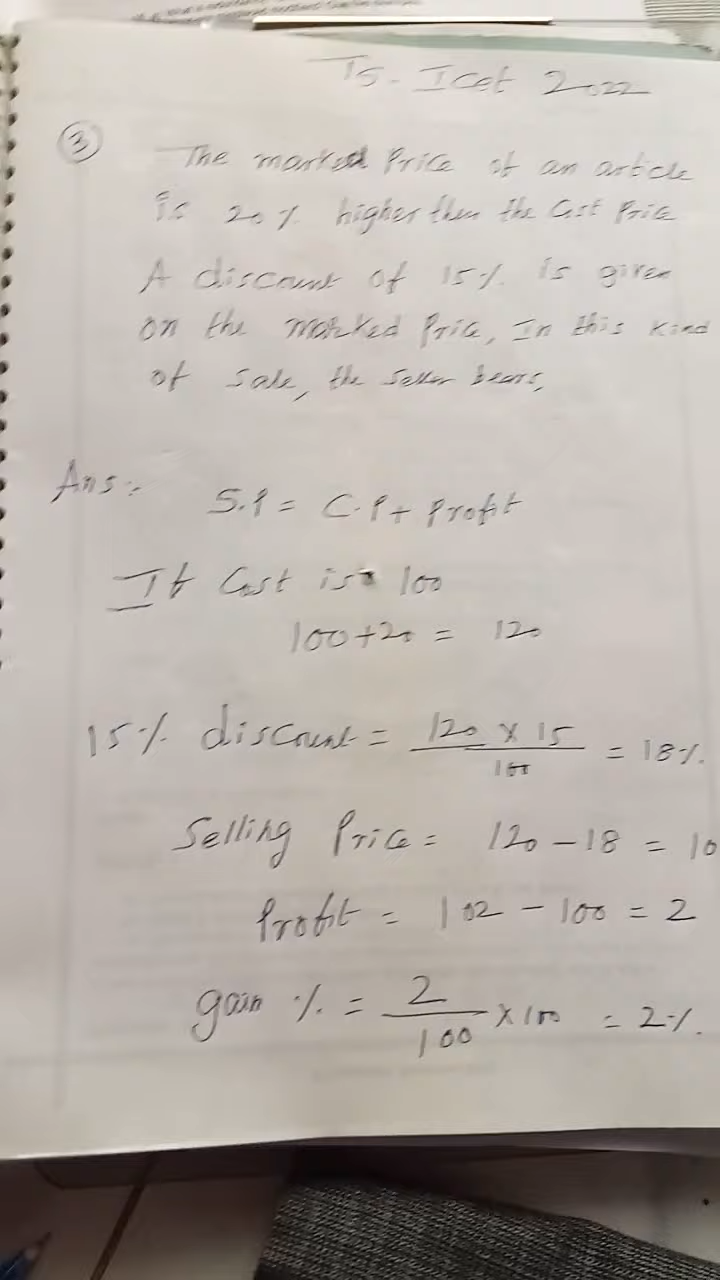 TS-Icet 2022
③ The marked Price of an article
is 20% higher then the Cost Price
A discount of 15% is given
on the marked Price, In this kind
of sale, the Seller bears,
Ans:- S.P = C.P + Profit
If Cost is 100
100+20 = 120
15% discount = 120 X 15 / 100 = 18%.
Selling Price = 120 - 18 = 10
Profit = 102 - 100 = 2
gain % = 2 / 100 X 100 = 2%.